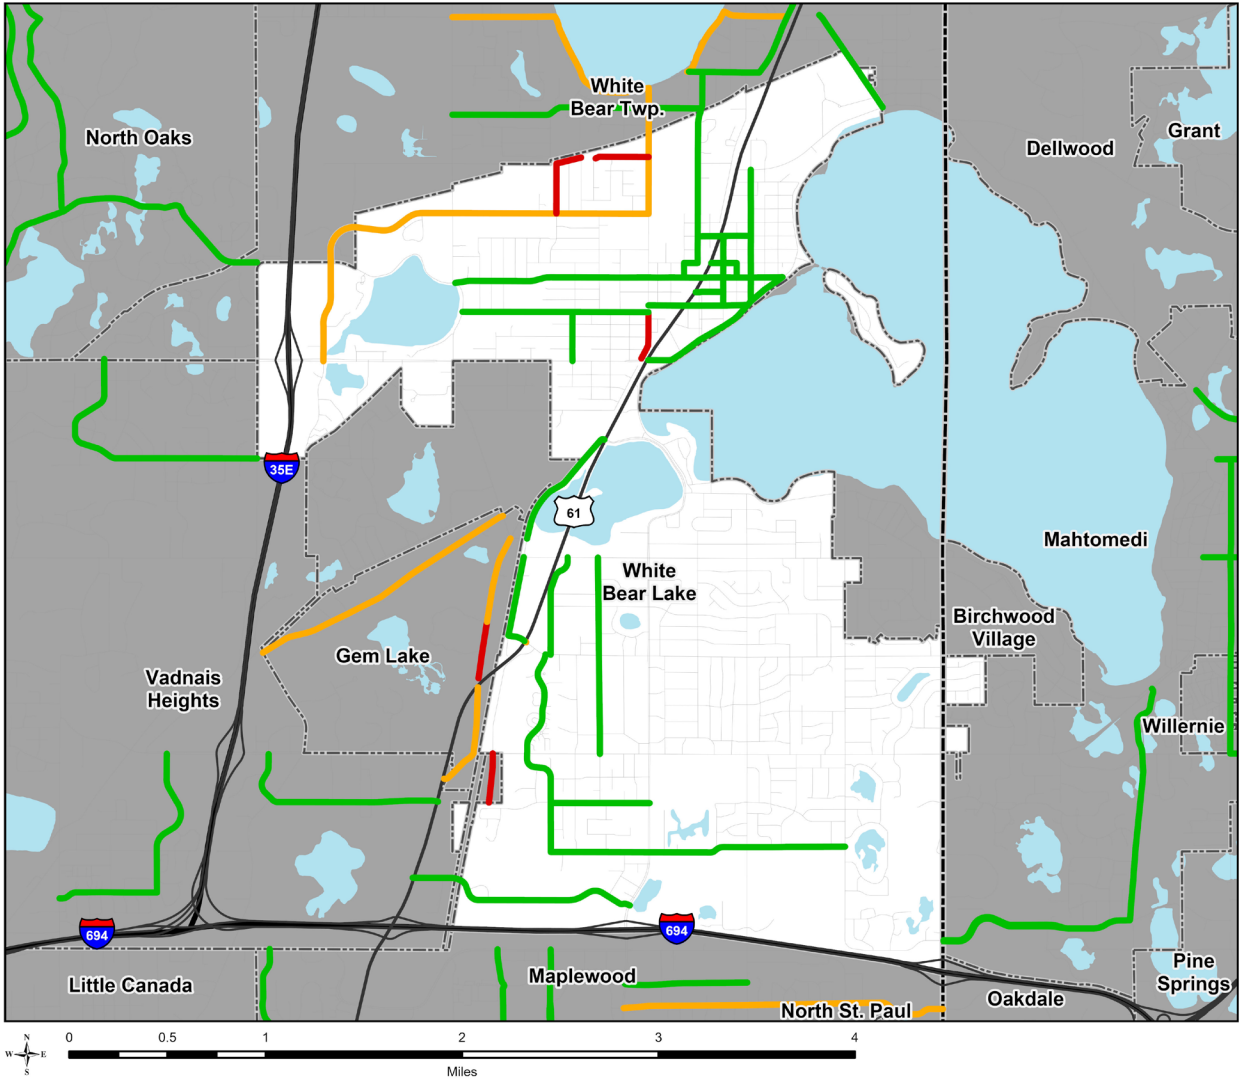 White
Bear Twp.
North Oaks
Grant
Dellwood
35E
61
Mahtomedi
White
Bear Lake
Birchwood
Village
Gem Lake
Vadnais
Heights
Willernie
694
694
Pine
Springs
Maplewood
Little Canada
Oakdale
North St. Paul
N
W E
S
0 0.5 1 2 3 4
Miles